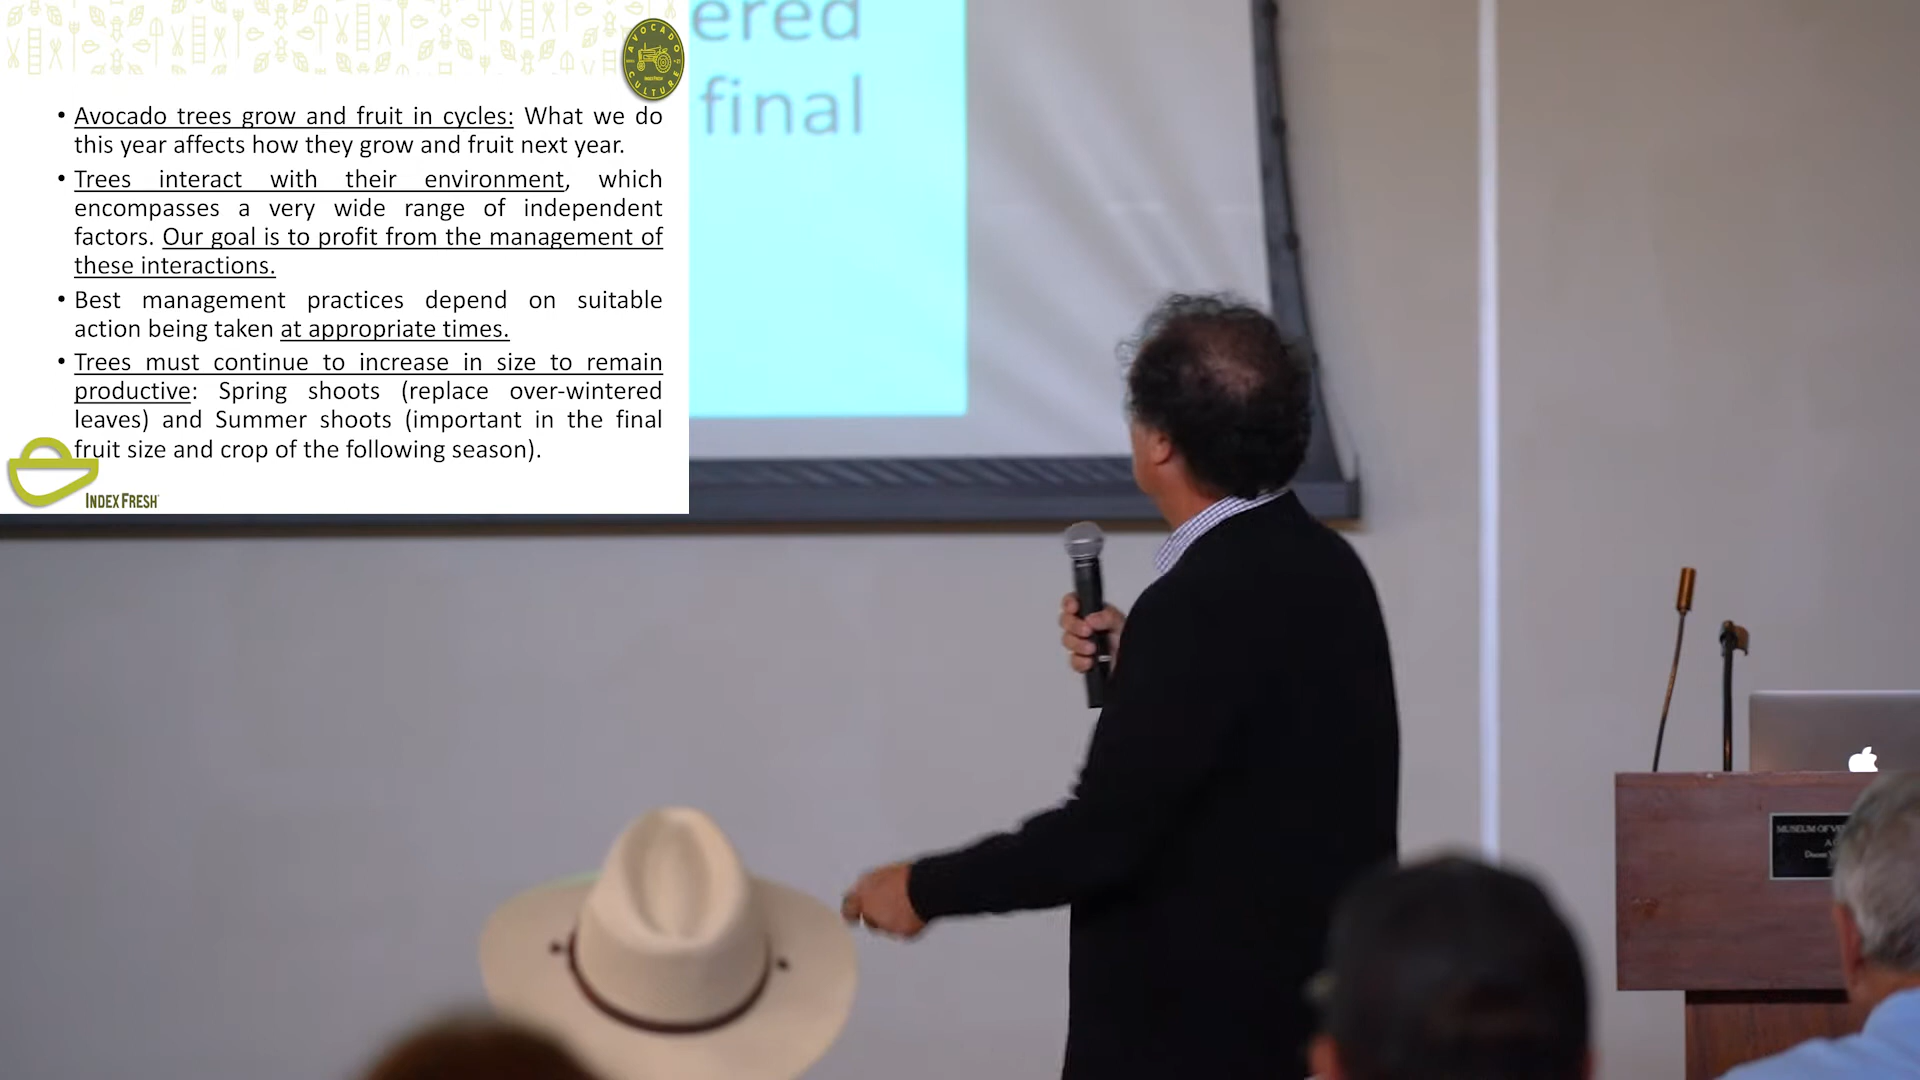 ered
final
AVOCADO
CULTURE
• Avocado trees grow and fruit in cycles: What we do
this year affects how they grow and fruit next year.
• Trees interact with their environment, which
encompasses a very wide range of independent
factors. Our goal is to profit from the management of
these interactions.
• Best management practices depend on suitable
action being taken at appropriate times.
• Trees must continue to increase in size to remain
productive: Spring shoots (replace over-wintered
leaves) and Summer shoots (important in the final
fruit size and crop of the following season).
INDEX FRESH
MUSEUM OF VE